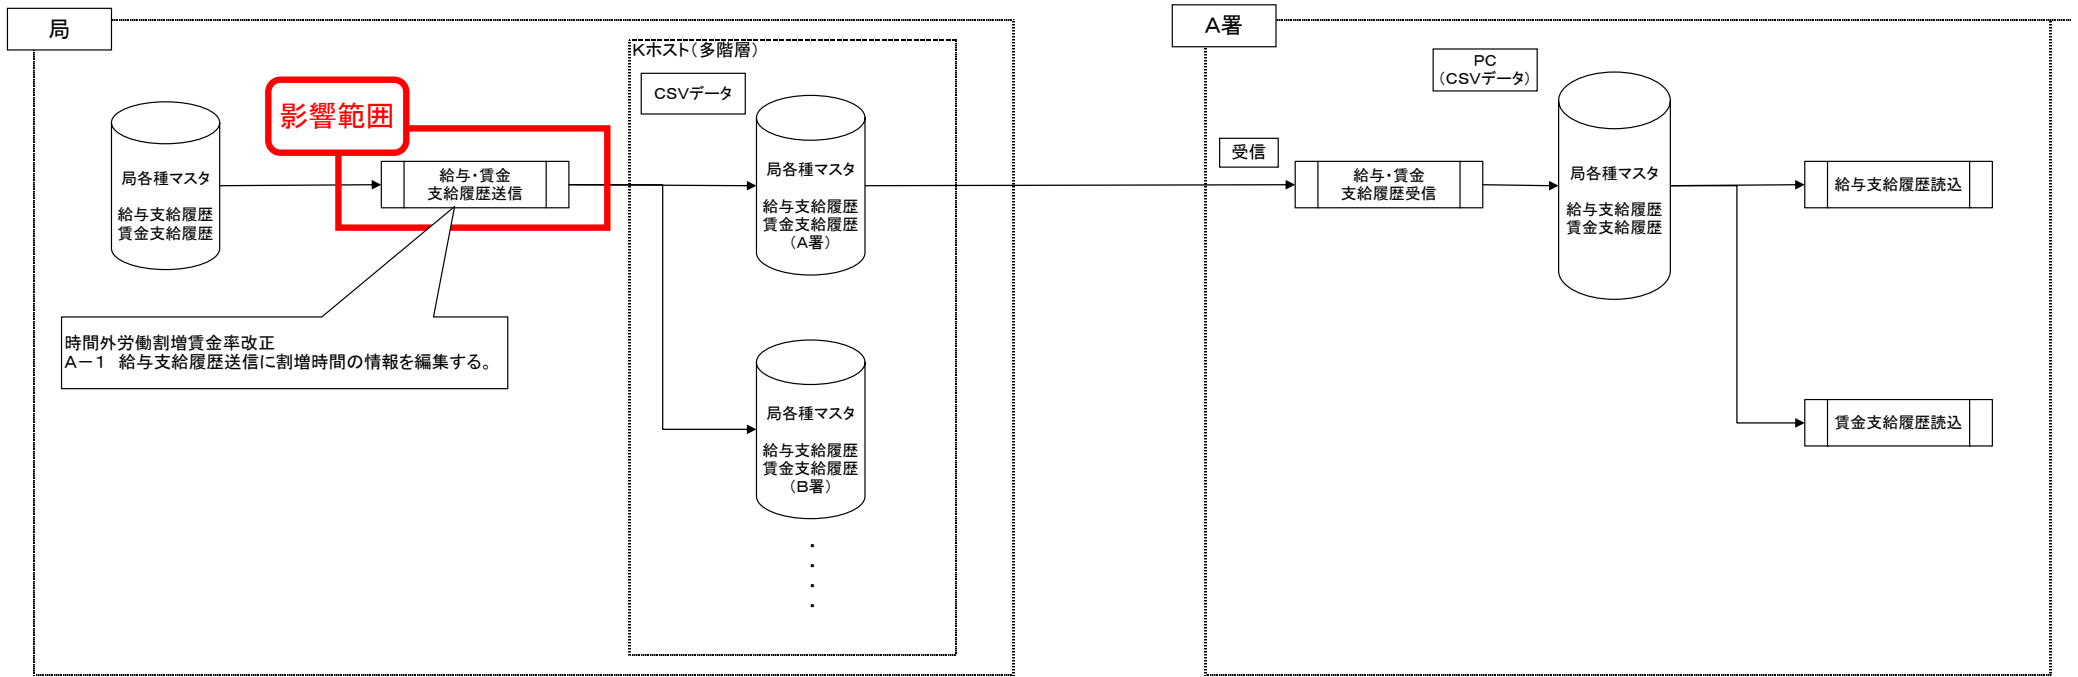 局
Kホスト(多階層)
CSVデータ
影響範囲
局各種マスタ
給与支給履歴
賃金支給履歴
給与・賃金
支給履歴送信
局各種マスタ
給与支給履歴
賃金支給履歴
(A署)
時間外労働割増賃金率改正
A－1 給与支給履歴送信に割増時間の情報を編集する。
局各種マスタ
給与支給履歴
賃金支給履歴
(B署)
・
・
・
・
A署
PC
(CSVデータ)
受信
給与・賃金
支給履歴受信
局各種マスタ
給与支給履歴
賃金支給履歴
給与支給履歴読込
賃金支給履歴読込